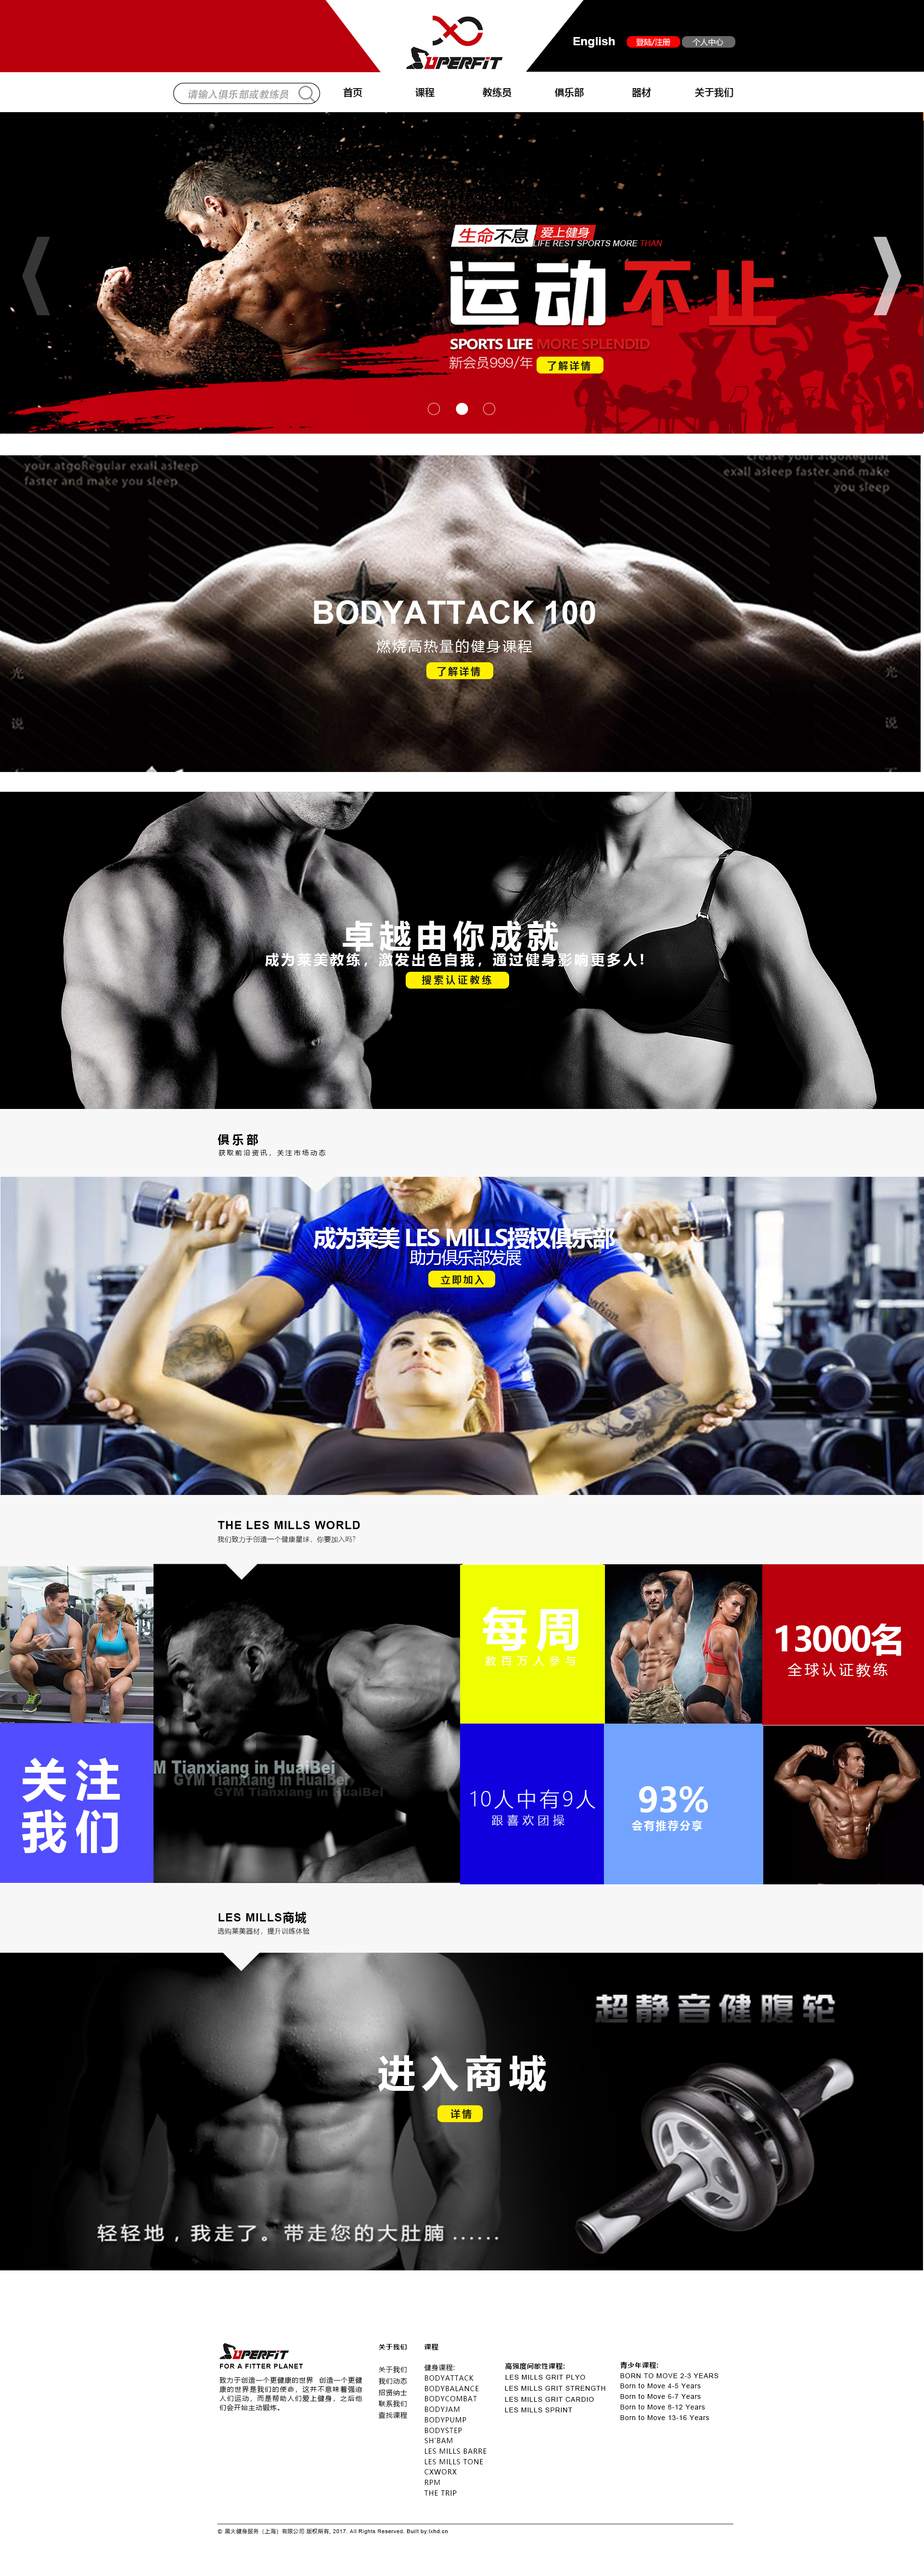 English
登陆/注册
个人中心
SUPERFIT
请输入俱乐部或教练员
首页
课程
教练员
俱乐部
器材
关于我们
生命不息
爱上健身
LIFE REST SPORTS MORE THAN
运动不止
SPORTS LIFE MORE SPLENDID
新会员999/年
了解详情
your atgoRegular exall asleep
faster and make you sleep
crease your atgoRegular
exall asleep faster and make
you sleep
BODYATTACK 100
燃烧高热量的健身课程
了解详情
光
光
说
说
卓越由你成就
成为莱美教练，激发出色自我，通过健身影响更多人！
搜索认证教练
俱乐部
获取前沿资讯，关注市场动态
成为莱美 LES MILLS授权俱乐部
助力俱乐部发展
立即加入
THE LES MILLS WORLD
我们致力于创造一个健康星球，你要加入吗？
每周
数百万人参与
13000名
全球认证教练
关注
我们
M Tianxiang in HuaiBei
GYM Tianxiang in HuaiBei
GYM Tianxiang in HuaiBei
10人中有9人
跟喜欢团操
93%
会有推荐分享
LES MILLS商城
选购莱美器材，提升训练体验
超静音健腹轮
进入商城
详情
轻轻地，我走了。带走您的大肚腩……
SUPERFIT
FOR A FITTER PLANET
致力于创造一个更健康的世界 创造一个更健
康的世界是我们的使命，这并不意味着强迫
人们运动，而是帮助人们爱上健身，之后他
们会开始主动锻炼。
关于我们
关于我们
我们动态
招贤纳士
联系我们
查找课程
课程
健身课程:
BODYATTACK
BODYBALANCE
BODYCOMBAT
BODYJAM
BODYPUMP
BODYSTEP
SH'BAM
LES MILLS BARRE
LES MILLS TONE
CXWORX
RPM
THE TRIP
高强度间歇性课程:
LES MILLS GRIT PLYO
LES MILLS GRIT STRENGTH
LES MILLS GRIT CARDIO
LES MILLS SPRINT
青少年课程:
BORN TO MOVE 2-3 YEARS
Born to Move 4-5 Years
Born to Move 6-7 Years
Born to Move 8-12 Years
Born to Move 13-16 Years
© 薰火健身服务（上海）有限公司 版权所有, 2017. All Rights Reserved. Built by:lxhd.cn